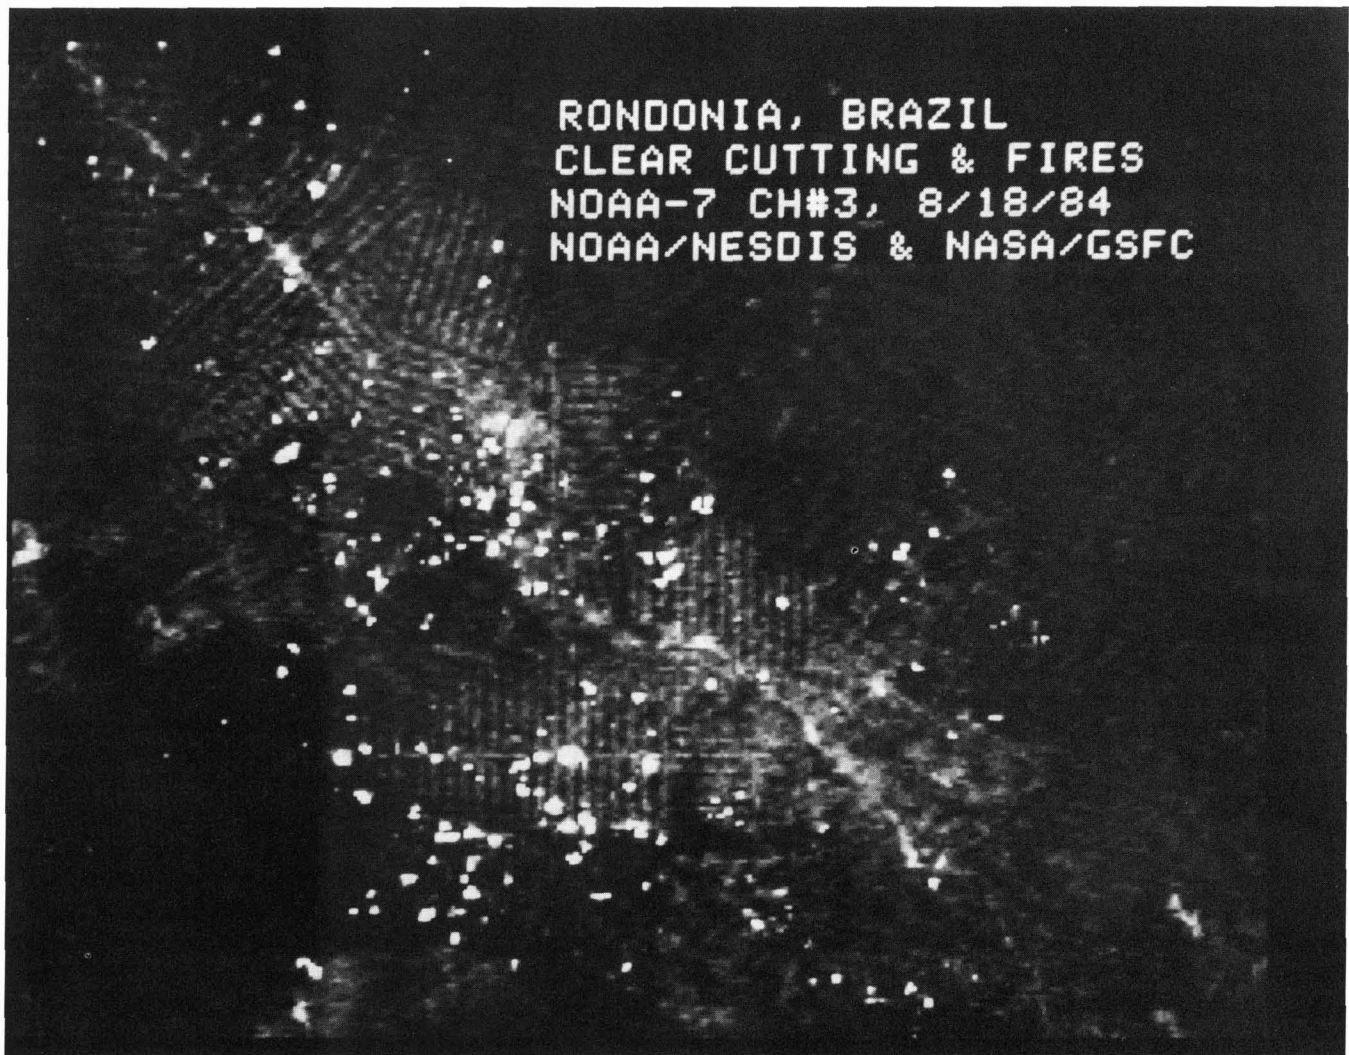 RONDONIA, BRAZIL
CLEAR CUTTING & FIRES
NOAA-7 CH#3, 8/18/84
NOAA/NESDIS & NASA/GSFC